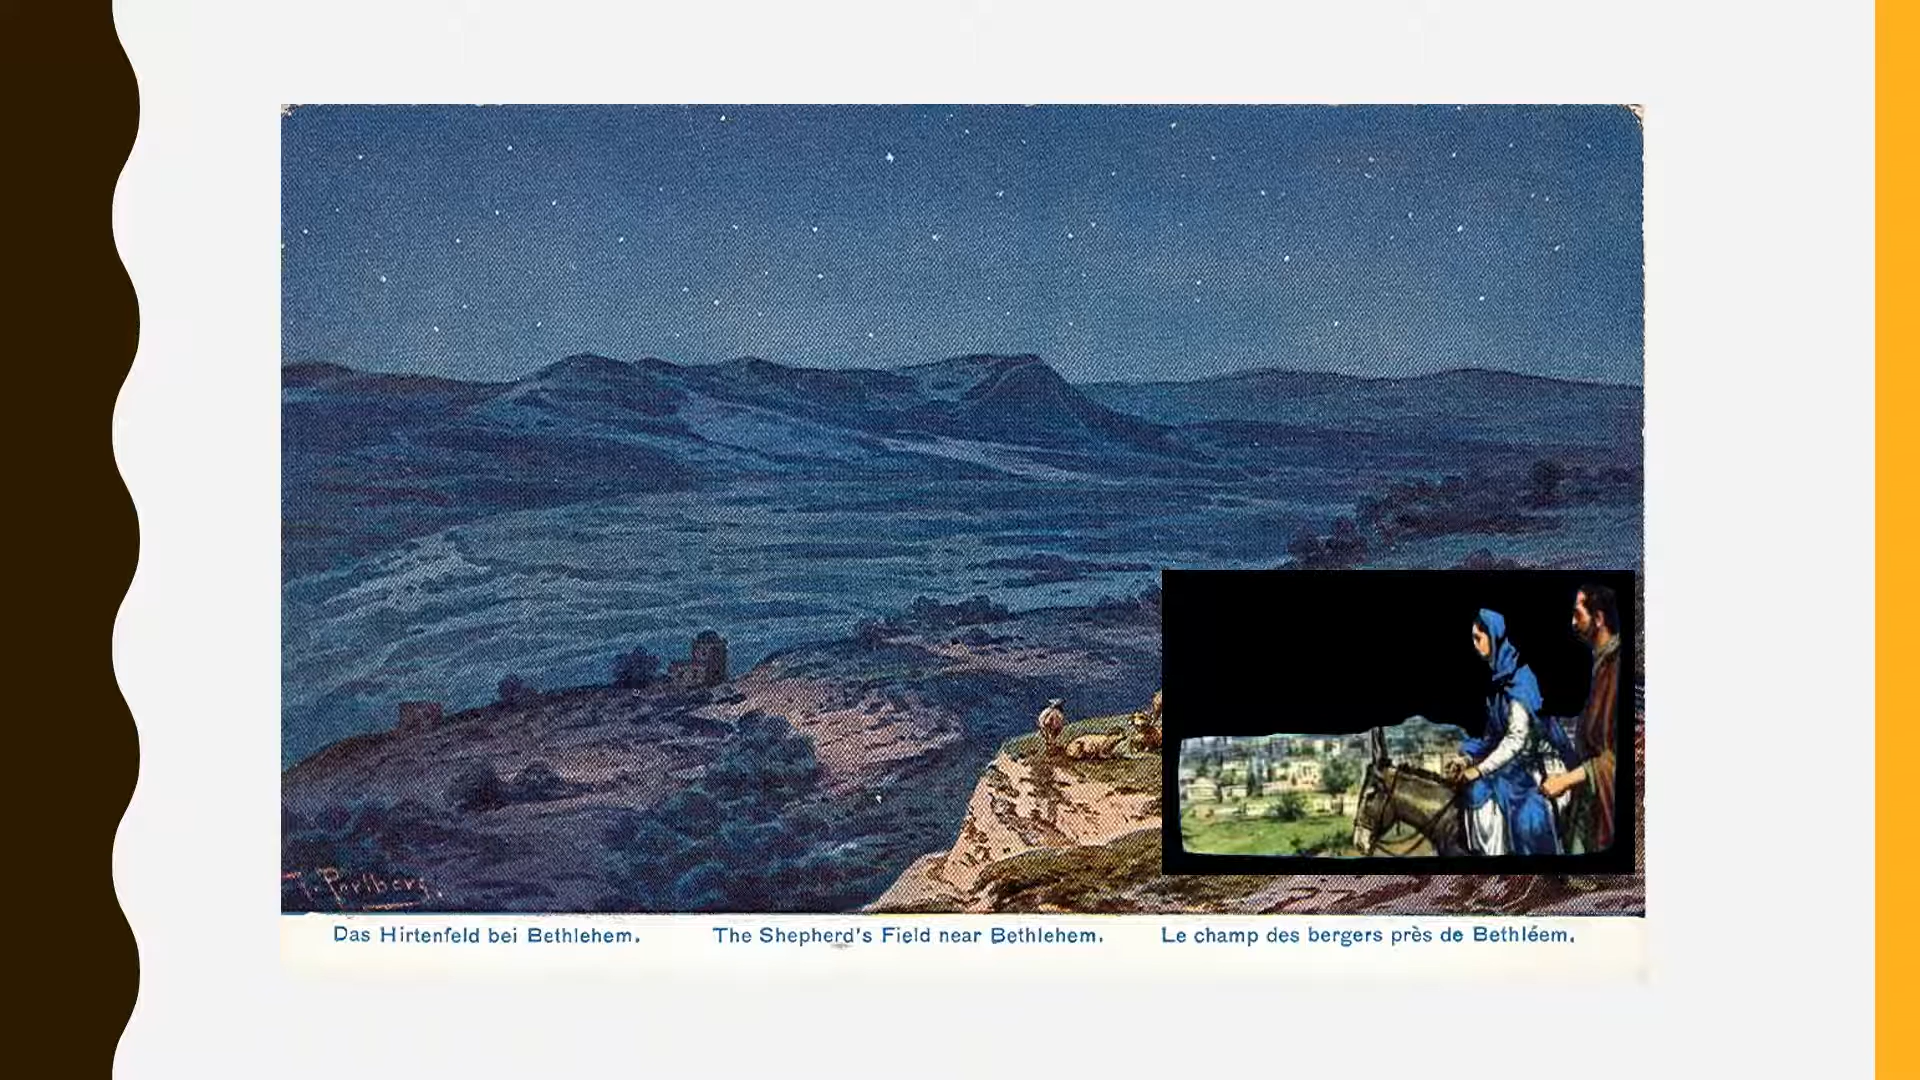 Das Hirtenfeld bei Bethlehem. The Shepherd's Field near Bethlehem. Le champ des bergers près de Bethléem.